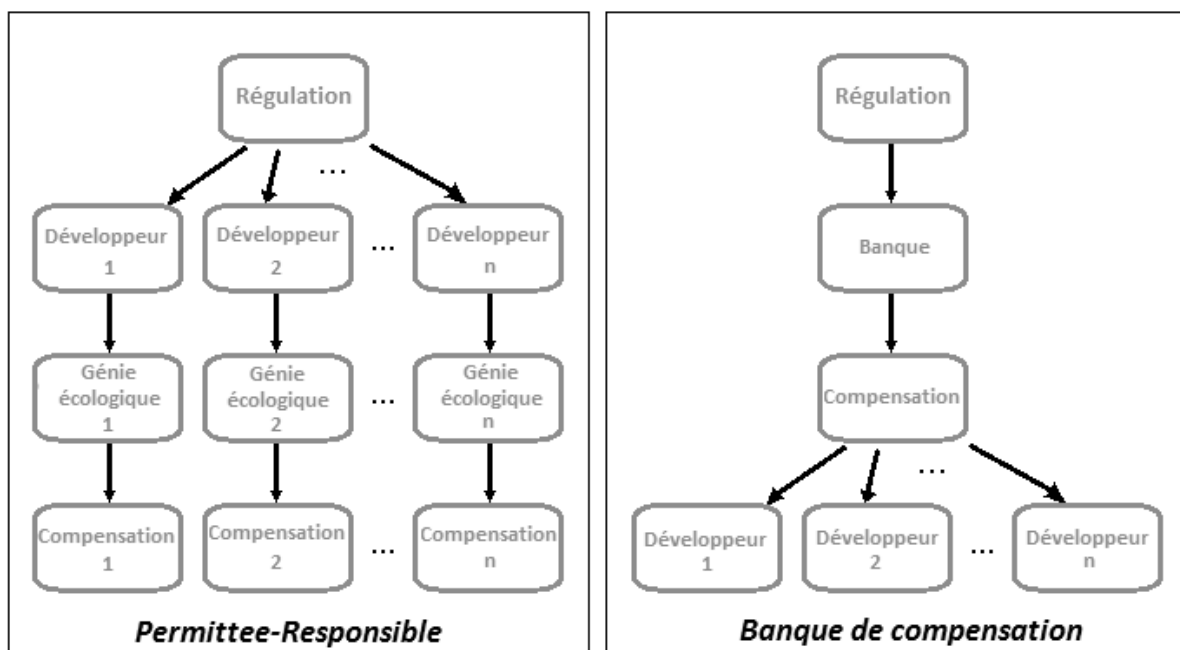 Régulation
...
Développeur
1
Développeur
2
...
Développeur
n
Génie
écologique
1
Génie
écologique
2
...
Génie
écologique
n
Compensation
1
Compensation
2
...
Compensation
n
Permittee-Responsible
Régulation
Banque
Compensation
...
Développeur
1
Développeur
2
...
Développeur
n
Banque de compensation